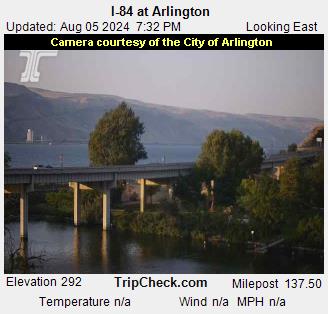 I-84 at Arlington
Updated: Aug 05 2024 7:32 PM Looking East
Camera courtesy of the City of Arlington
Elevation 292 TripCheck.com Milepost 137.50
Temperature n/a Wind n/a MPH n/a